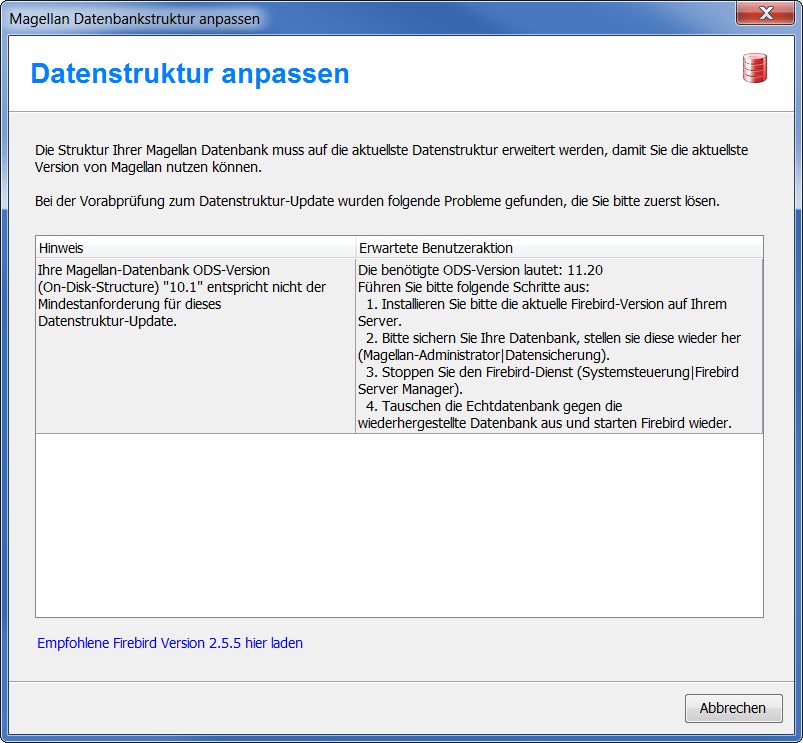 Magellan Datenbankstruktur anpassen
Datenstruktur anpassen
Die Struktur Ihrer Magellan Datenbank muss auf die aktuellste Datenstruktur erweitert werden, damit Sie die aktuellste
Version von Magellan nutzen können.
Bei der Vorabprüfung zum Datenstruktur-Update wurden folgende Probleme gefunden, die Sie bitte zuerst lösen.
Hinweis
Ihre Magellan-Datenbank ODS-Version
(On-Disk-Structure) "10.1" entspricht nicht der
Mindestanforderung für dieses
Datenstruktur-Update.
Erwartete Benutzeraktion
Die benötigte ODS-Version lautet: 11.20
Führen Sie bitte folgende Schritte aus:
1. Installieren Sie bitte die aktuelle Firebird-Version auf Ihrem
Server.
2. Bitte sichern Sie Ihre Datenbank, stellen sie diese wieder her
(Magellan-Administrator|Datensicherung).
3. Stoppen Sie den Firebird-Dienst (Systemsteuerung|Firebird
Server Manager).
4. Tauschen die Echtdatenbank gegen die
wiederhergestellte Datenbank aus und starten Firebird wieder.
Empfohlene Firebird Version 2.5.5 hier laden
Abbrechen